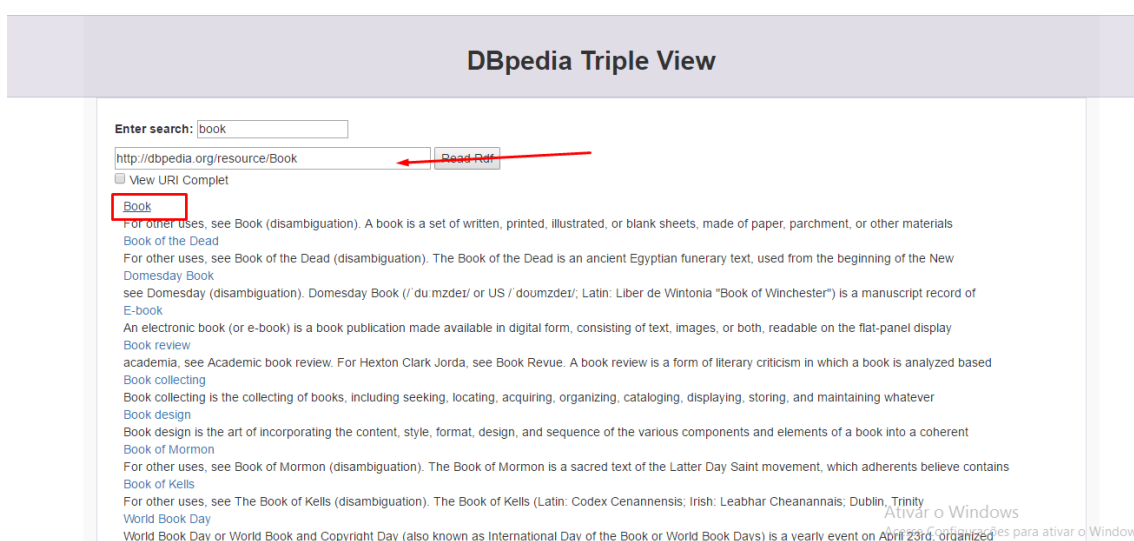 DBpedia Triple View
Enter search: book
http://dbpedia.org/resource/Book Read Rdf
View URI Complet
Book
For other uses, see Book (disambiguation). A book is a set of written, printed, illustrated, or blank sheets, made of paper, parchment, or other materials
Book of the Dead
For other uses, see Book of the Dead (disambiguation). The Book of the Dead is an ancient Egyptian funerary text, used from the beginning of the New
Domesday Book
see Domesday (disambiguation). Domesday Book (/ˈduːmzdeɪ/ or US /ˈdoʊmzdeɪ/; Latin: Liber de Wintonia "Book of Winchester") is a manuscript record of
E-book
An electronic book (or e-book) is a book publication made available in digital form, consisting of text, images, or both, readable on the flat-panel display
Book review
academia, see Academic book review. For Hexton Clark Jorda, see Book Revue. A book review is a form of literary criticism in which a book is analyzed based
Book collecting
Book collecting is the collecting of books, including seeking, locating, acquiring, organizing, cataloging, displaying, storing, and maintaining whatever
Book design
Book design is the art of incorporating the content, style, format, design, and sequence of the various components and elements of a book into a coherent
Book of Mormon
For other uses, see Book of Mormon (disambiguation). The Book of Mormon is a sacred text of the Latter Day Saint movement, which adherents believe contains
Book of Kells
For other uses, see The Book of Kells (disambiguation). The Book of Kells (Latin: Codex Cenannensis; Irish: Leabhar Cheanannais; Dublin, Trinity
Ativar o Windows
World Book Day
Acesse Configurações para ativar o Window
World Book Day or World Book and Copyright Day (also known as International Day of the Book or World Book Days) is a yearly event on April 23rd, organized